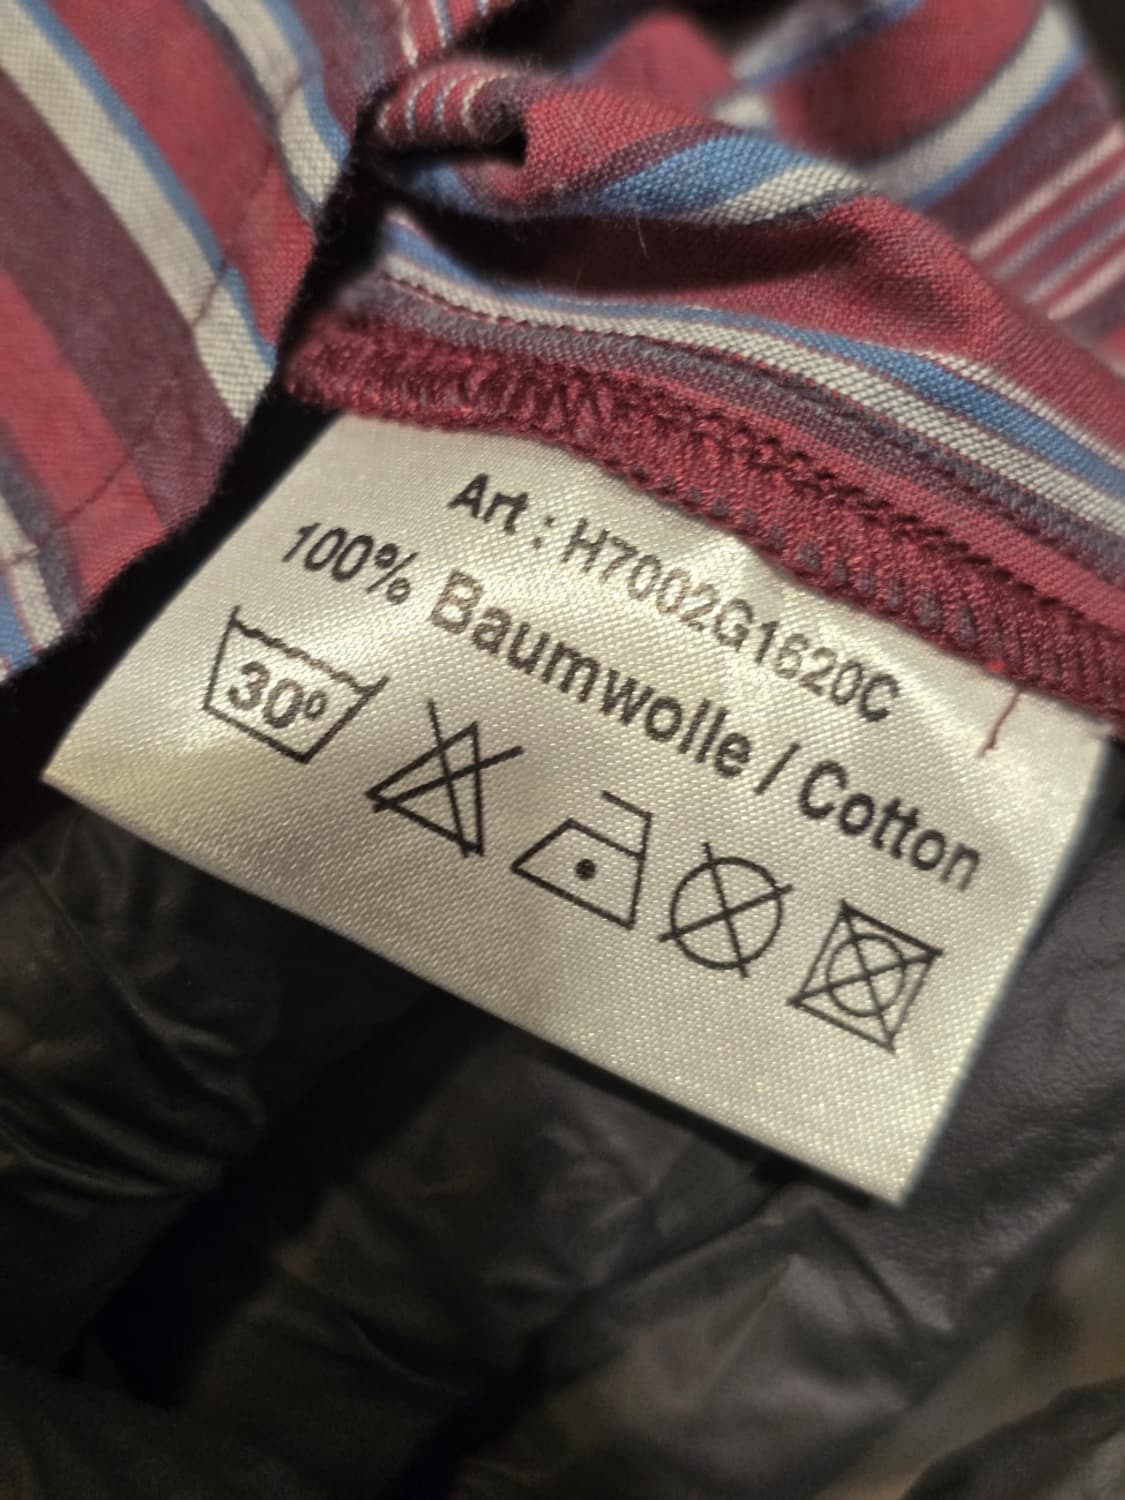 Art : H7002G1620C
100% Baumwolle / Cotton
30°